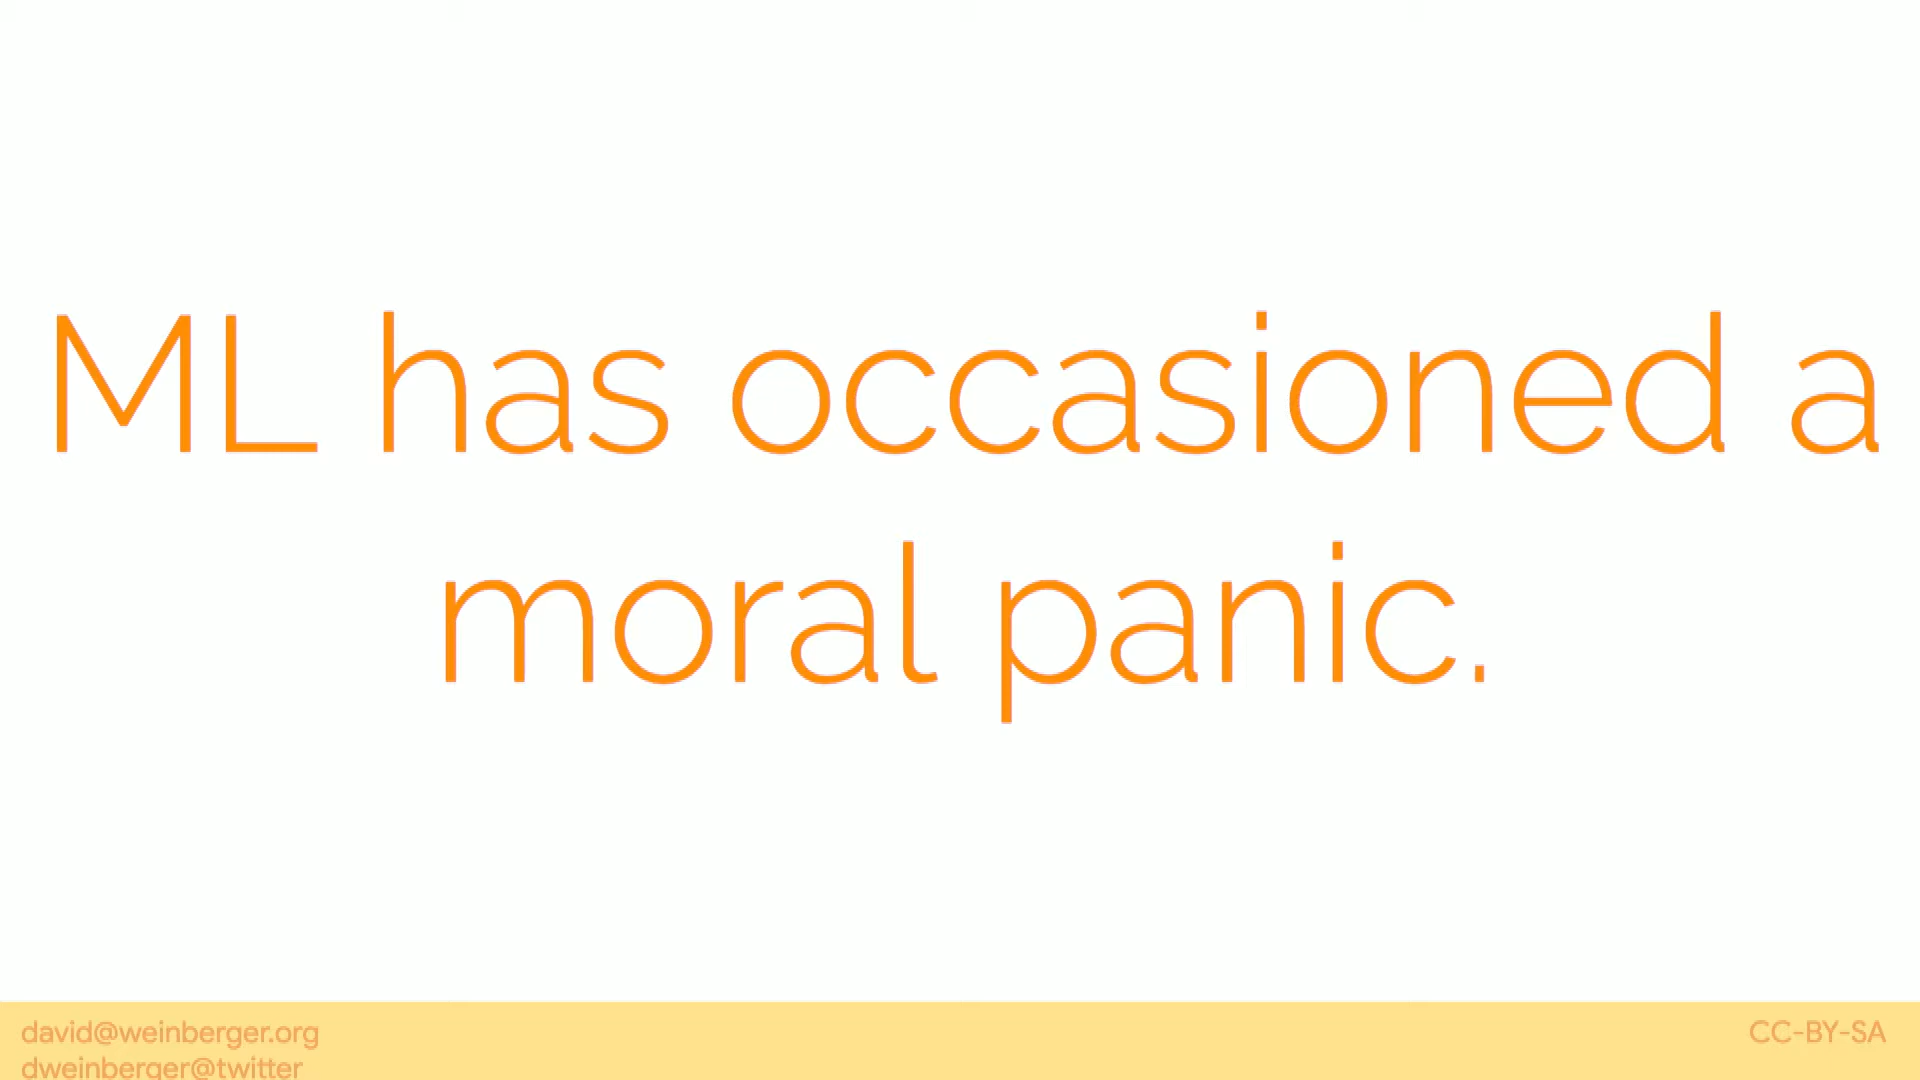 ML has occasioned a
moral panic.
david@weinberger.org
CC-BY-SA
dweinberger@twitter